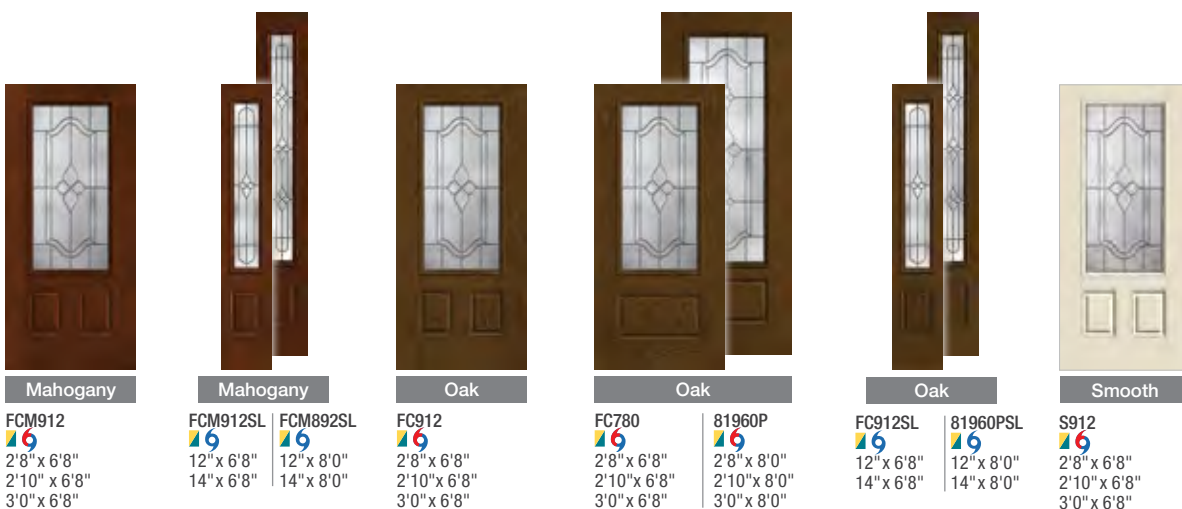 Mahogany
FCM912
2'8" x 6'8"
2'10" x 6'8"
3'0" x 6'8"
Mahogany
FCM912SL
12" x 6'8"
14" x 6'8"
FCM892SL
12" x 8'0"
14" x 8'0"
Oak
FC912
2'8" x 6'8"
2'10" x 6'8"
3'0" x 6'8"
Oak
FC780
2'8" x 6'8"
2'10" x 6'8"
3'0" x 6'8"
81960P
2'8" x 8'0"
2'10" x 8'0"
3'0" x 8'0"
Oak
FC912SL
12" x 6'8"
14" x 6'8"
81960PSL
12" x 8'0"
14" x 8'0"
Smooth
S912
2'8" x 6'8"
2'10" x 6'8"
3'0" x 6'8"